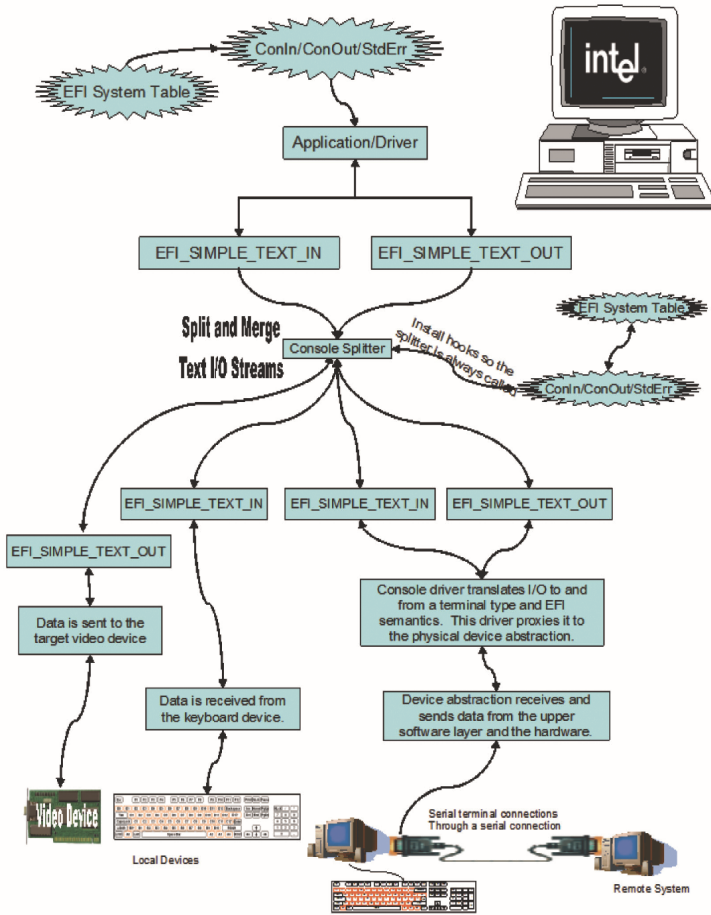 ConIn/ConOut/StdErr
EFI System Table
intel
Application/Driver
EFI_SIMPLE_TEXT_IN
EFI_SIMPLE_TEXT_OUT
Split and Merge
Text I/O Streams
Console Splitter
Install hooks so the
splitter is always called
EFI System Table
ConIn/ConOut/StdErr
EFI_SIMPLE_TEXT_IN
EFI_SIMPLE_TEXT_IN
EFI_SIMPLE_TEXT_OUT
EFI_SIMPLE_TEXT_OUT
Data is sent to the
target video device
Console driver translates I/O to and
from a terminal type and EFI
semantics. This driver proxies it to
the physical device abstraction.
Data is received from
the keyboard device.
Device abstraction receives and
sends data from the upper
software layer and the hardware.
Video Device
Local Devices
Serial terminal connections
Through a serial connection
Remote System